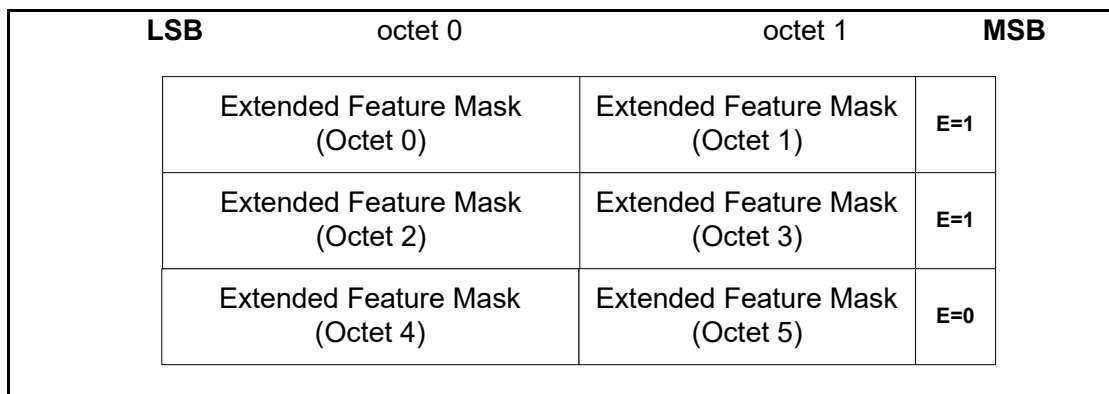 LSB octet 0 octet 1 MSB
Extended Feature Mask Extended Feature Mask E=1
(Octet 0) (Octet 1)
Extended Feature Mask Extended Feature Mask E=1
(Octet 2) (Octet 3)
Extended Feature Mask Extended Feature Mask E=0
(Octet 4) (Octet 5)